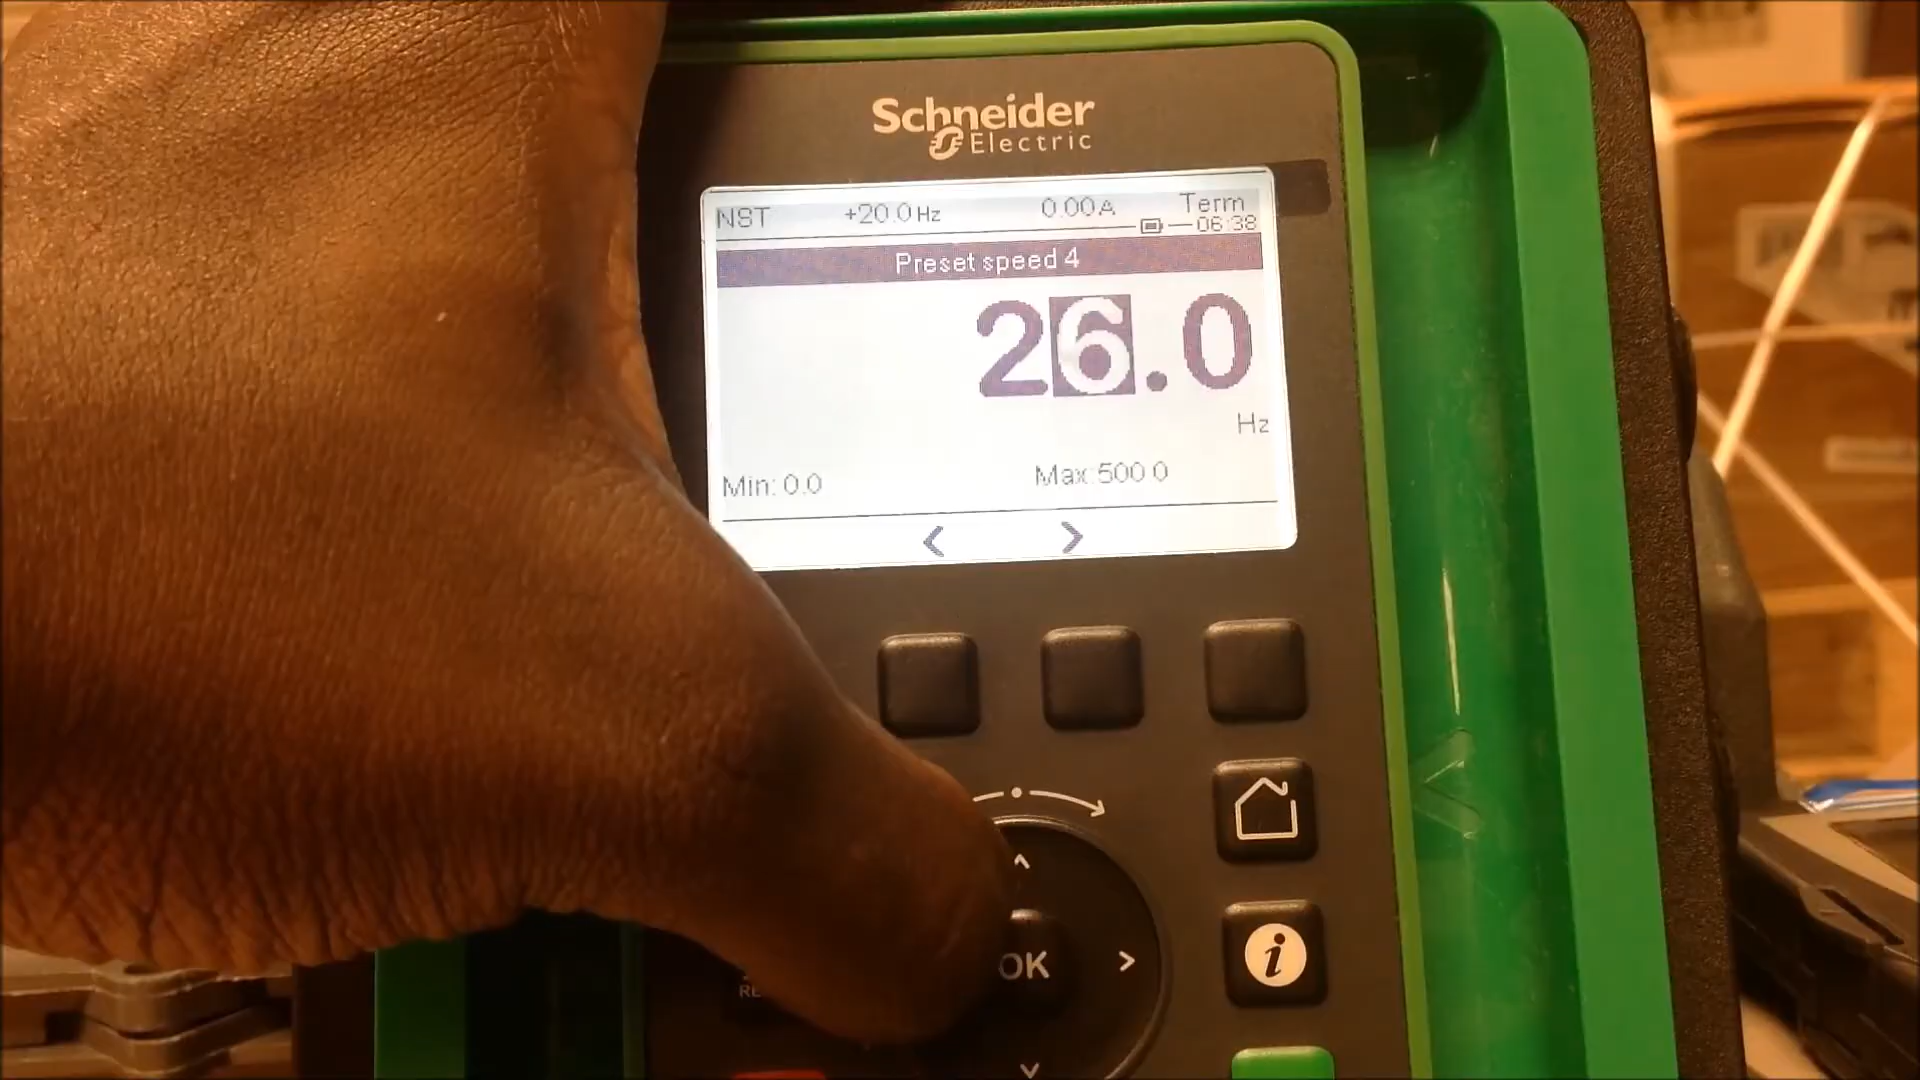 Schneider
Electric
NST +20.0 Hz 0.00A Term
06:38
Preset speed 4
26.0
Hz
Min: 0.0 Max:500.0
< >
OK
i